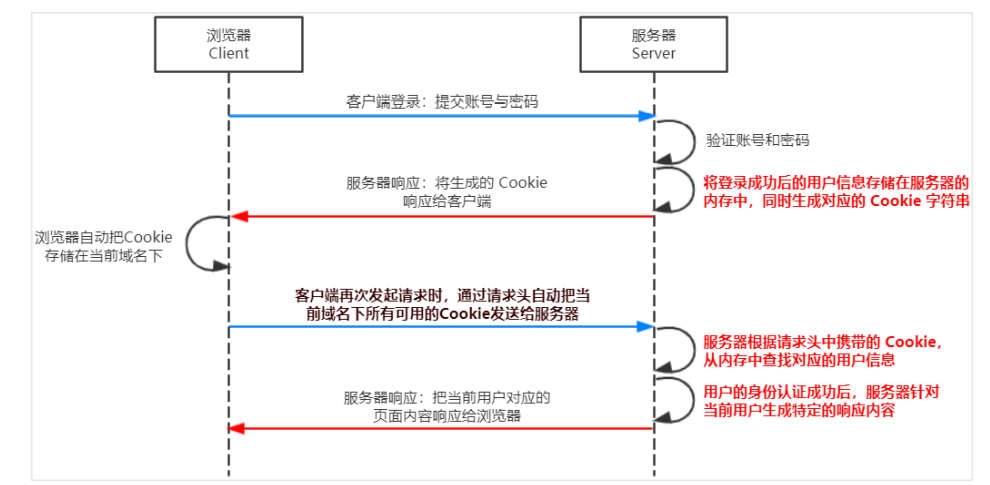 浏览器
Client
服务器
Server
客户端登录：提交账号与密码
验证账号和密码
服务器响应：将生成的 Cookie
响应给客户端
将登录成功后的用户信息存储在服务器的
内存中，同时生成对应的 Cookie 字符串
浏览器自动把Cookie
存储在当前域名下
客户端再次发起请求时，通过请求头自动把当
前域名下所有可用的Cookie发送给服务器
服务器根据请求头中携带的 Cookie，
从内存中查找对应的用户信息
用户的身份认证成功后，服务器针对
当前用户生成特定的响应内容
服务器响应：把当前用户对应的
页面内容响应给浏览器